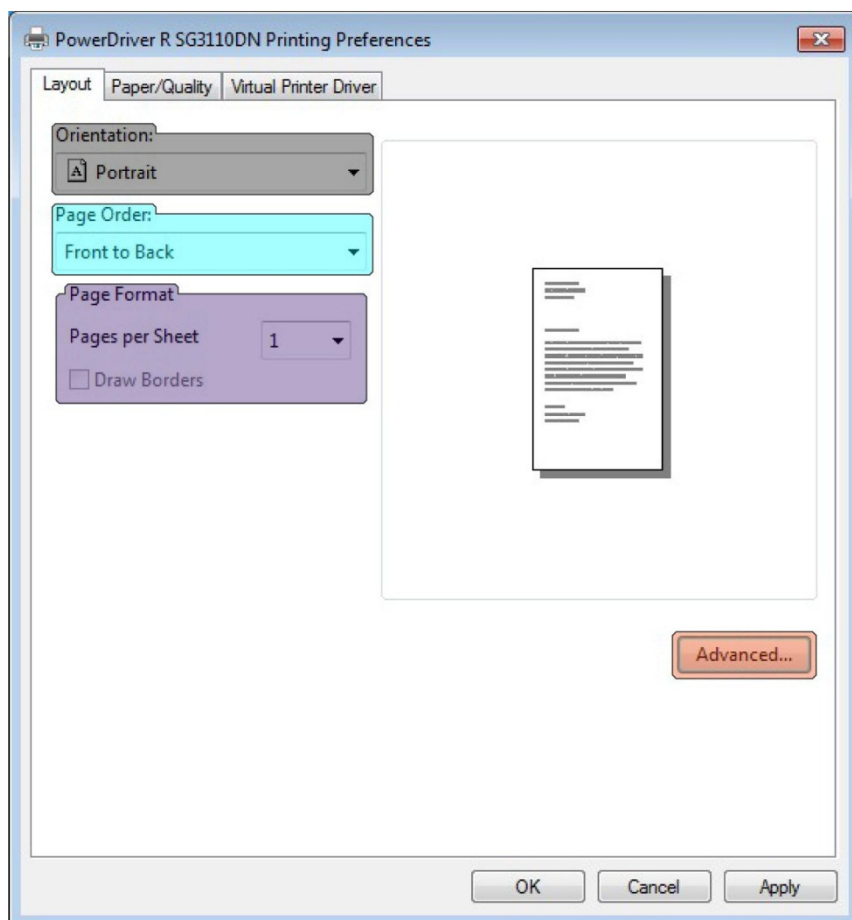 PowerDriver R SG3110DN Printing Preferences
Layout Paper/Quality Virtual Printer Driver
Orientation:
A Portrait
Page Order:
Front to Back
Page Format
Pages per Sheet 1
Draw Borders
Advanced...
OK Cancel Apply